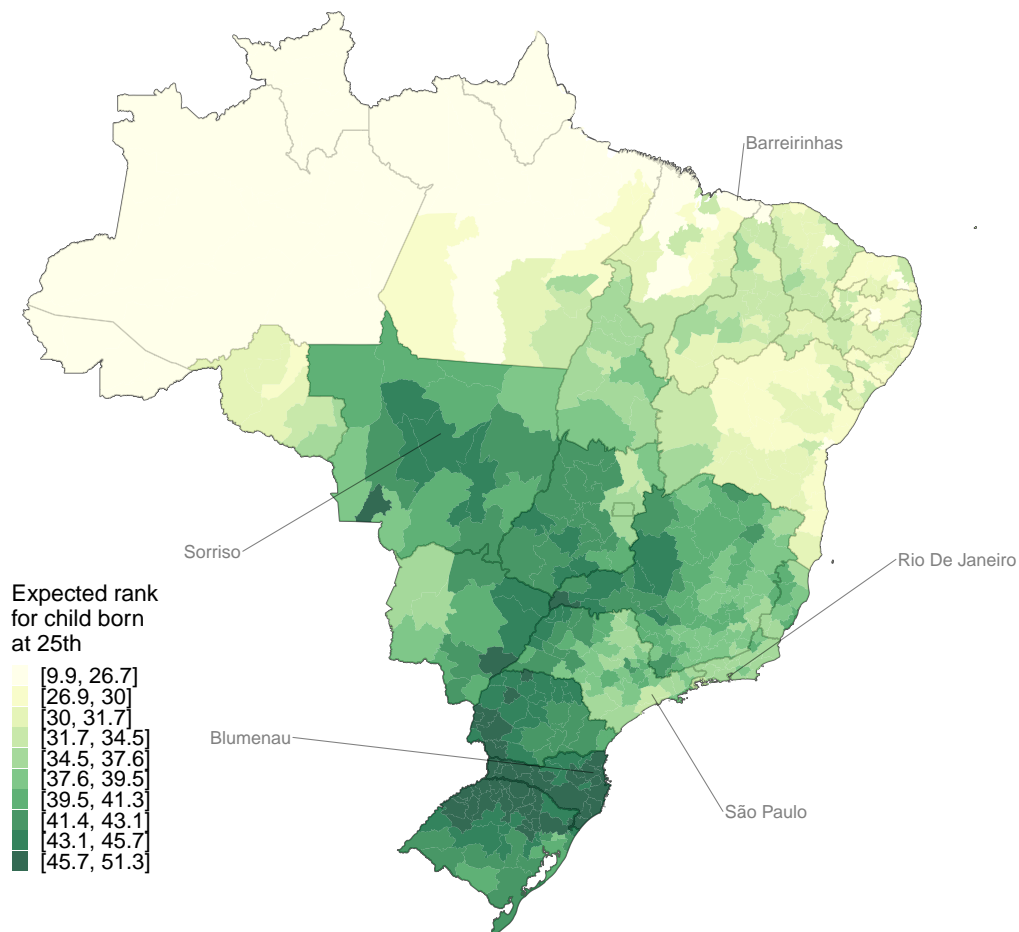 Barreirinhas
Sorriso
Rio De Janeiro
Expected rank
for child born
at 25th
[9.9, 26.7]
[26.9, 30]
[30, 31.7]
[31.7, 34.5]
[34.5, 37.6]
[37.6, 39.5]
[39.5, 41.3]
[41.4, 43.1]
[43.1, 45.7]
[45.7, 51.3]
Blumenau
São Paulo